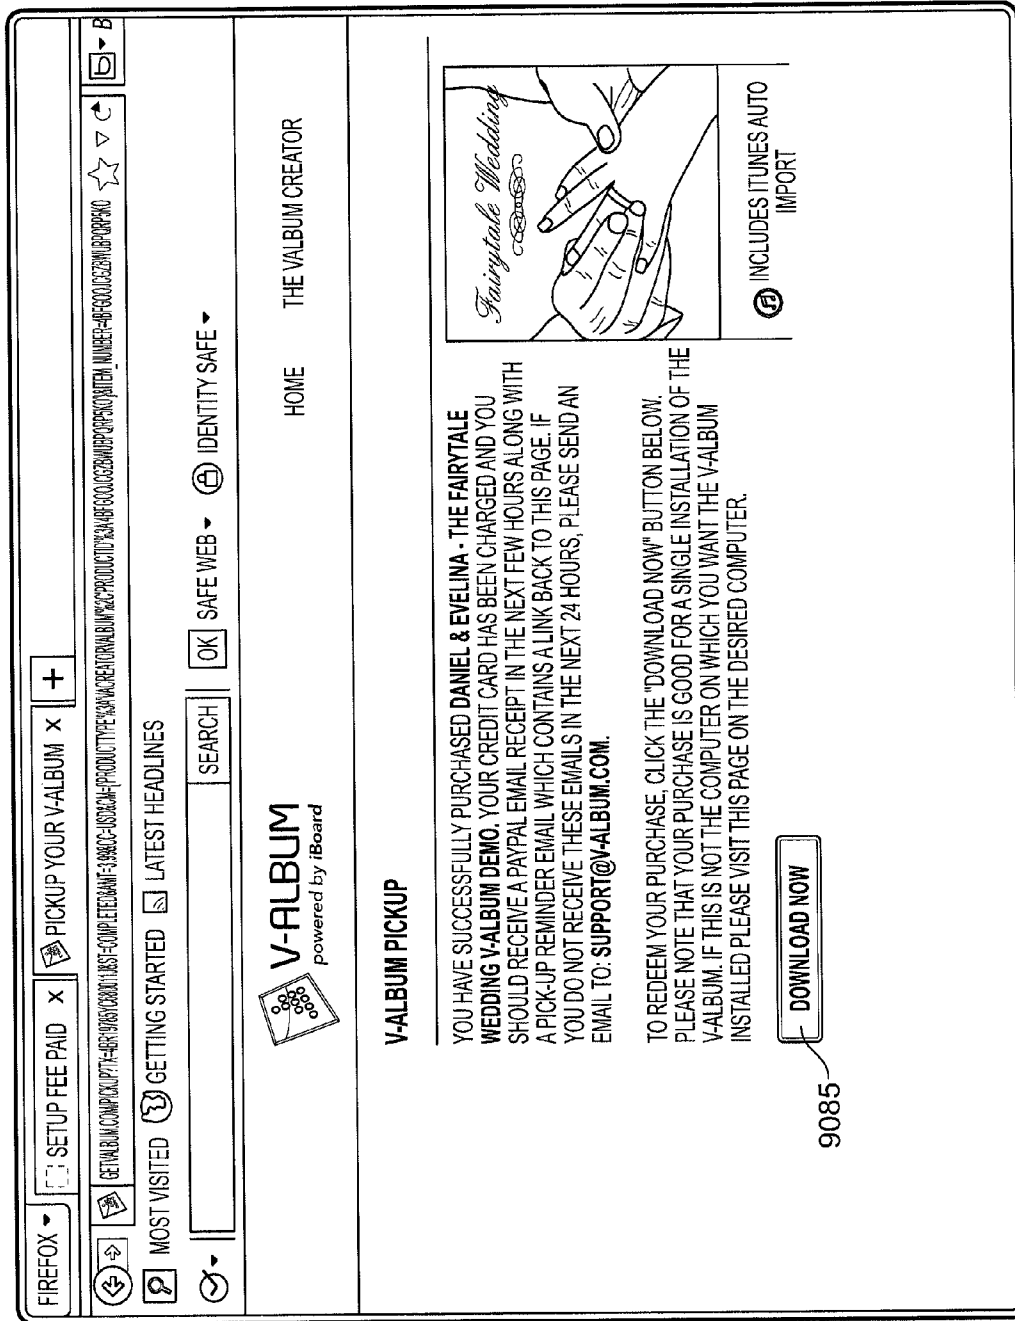 FIREFOX
SETUP FEE PAID X
PICKUP YOUR V-ALBUM X +
B
MOST VISITED GETTING STARTED LATEST HEADLINES
SEARCH OK SAFE WEB IDENTITY SAFE
V-ALBUM
powered by iBoard
HOME THE VALBUM CREATOR
V-ALBUM PICKUP
YOU HAVE SUCCESSFULLY PURCHASED DANIEL & EVELINA - THE FAIRYTALE
WEDDING V-ALBUM DEMO. YOUR CREDIT CARD HAS BEEN CHARGED AND YOU
SHOULD RECEIVE A PAYPAL EMAIL RECEIPT IN THE NEXT FEW HOURS ALONG WITH
A PICK-UP REMINDER EMAIL WHICH CONTAINS A LINK BACK TO THIS PAGE. IF
YOU DO NOT RECEIVE THESE EMAILS IN THE NEXT 24 HOURS, PLEASE SEND AN
EMAIL TO: SUPPORT@V-ALBUM.COM.
Fairytale Wedding
INCLUDES ITUNES AUTO
IMPORT
TO REDEEM YOUR PURCHASE, CLICK THE "DOWNLOAD NOW" BUTTON BELOW.
PLEASE NOTE THAT YOUR PURCHASE IS GOOD FOR A SINGLE INSTALLATION OF THE
V-ALBUM. IF THIS IS NOT THE COMPUTER ON WHICH YOU WANT THE V-ALBUM
INSTALLED PLEASE VISIT THIS PAGE ON THE DESIRED COMPUTER.
DOWNLOAD NOW
9085